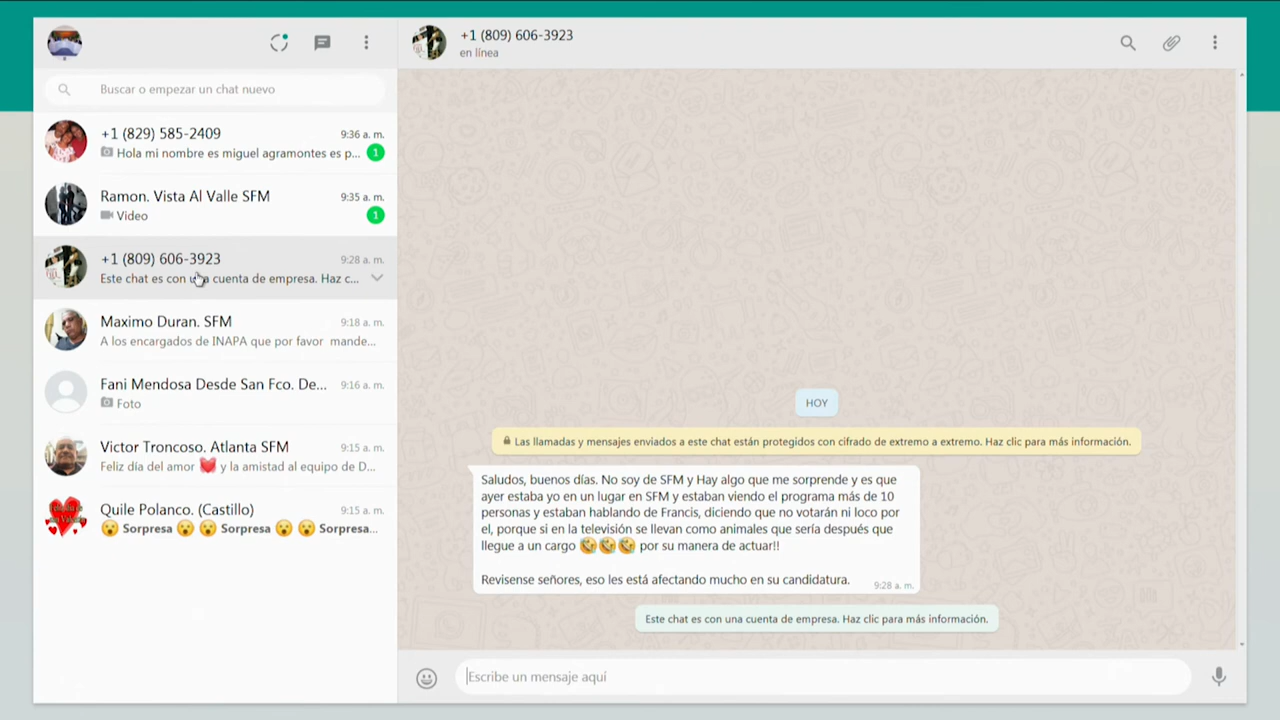 +1 (809) 606-3923
en línea
Buscar o empezar un chat nuevo
+1 (829) 585-2409
9:36 a. m.
Hola mi nombre es miguel agramontes es p...
1
Ramon. Vista Al Valle SFM
9:35 a. m.
Video
1
+1 (809) 606-3923
9:28 a. m.
Este chat es con una cuenta de empresa. Haz c...
Maximo Duran. SFM
9:18 a. m.
A los encargados de INAPA que por favor mande...
Fani Mendosa Desde San Fco. De...
9:16 a. m.
Foto
Victor Troncoso. Atlanta SFM
9:15 a. m.
Feliz día del amor 💓 y la amistad al equipo de D...
Quile Polanco. (Castillo)
9:15 a. m.
😮 Sorpresa 😮 😮 Sorpresa 😮 😮 Sorpresa...
HOY
Las llamadas y mensajes enviados a este chat están protegidos con cifrado de extremo a extremo. Haz clic para más información.
Saludos, buenos días. No soy de SFM y Hay algo que me sorprende y es que
ayer estaba yo en un lugar en SFM y estaban viendo el programa más de 10
personas y estaban hablando de Francis, diciendo que no votarán ni loco por
el, porque si en la televisión se llevan como animales que sería después que
llegue a un cargo 🤣🤣🤣 por su manera de actuar!!
Revisense señores, eso les está afectando mucho en su candidatura.
9:28 a. m.
Este chat es con una cuenta de empresa. Haz clic para más información.
Escribe un mensaje aquí